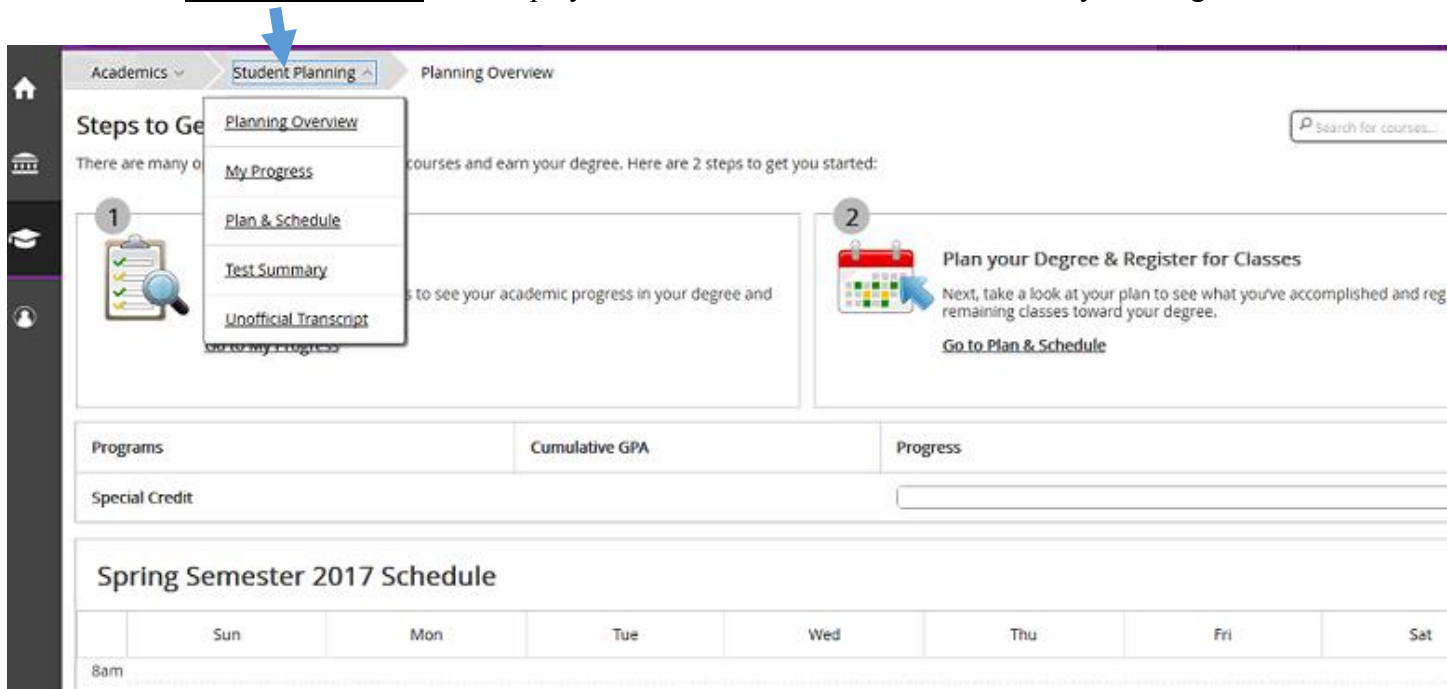 Academics Student Planning Planning Overview
Steps to Ge
Search for courses...
There are many o courses and earn your degree. Here are 2 steps to get you started:
Planning Overview
My Progress
Plan & Schedule
Test Summary
Unofficial Transcript
1
s to see your academic progress in your degree and
Go to My Progress
2
Plan your Degree & Register for Classes
Next, take a look at your plan to see what you've accomplished and reg
remaining classes toward your degree.
Go to Plan & Schedule
Programs Cumulative GPA Progress
Special Credit
Spring Semester 2017 Schedule
Sun Mon Tue Wed Thu Fri Sat
8am